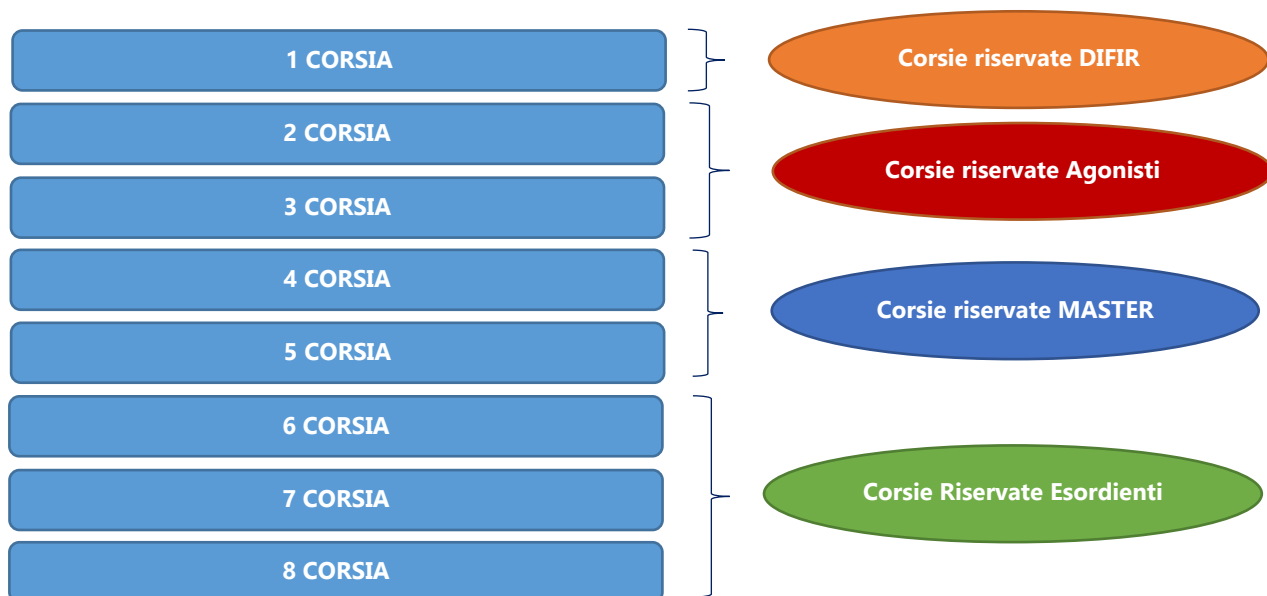 1 CORSIA
Corsie riservate DIFIR
2 CORSIA
3 CORSIA
Corsie riservate Agonisti
4 CORSIA
5 CORSIA
Corsie riservate MASTER
6 CORSIA
7 CORSIA
8 CORSIA
Corsie Riservate Esordienti